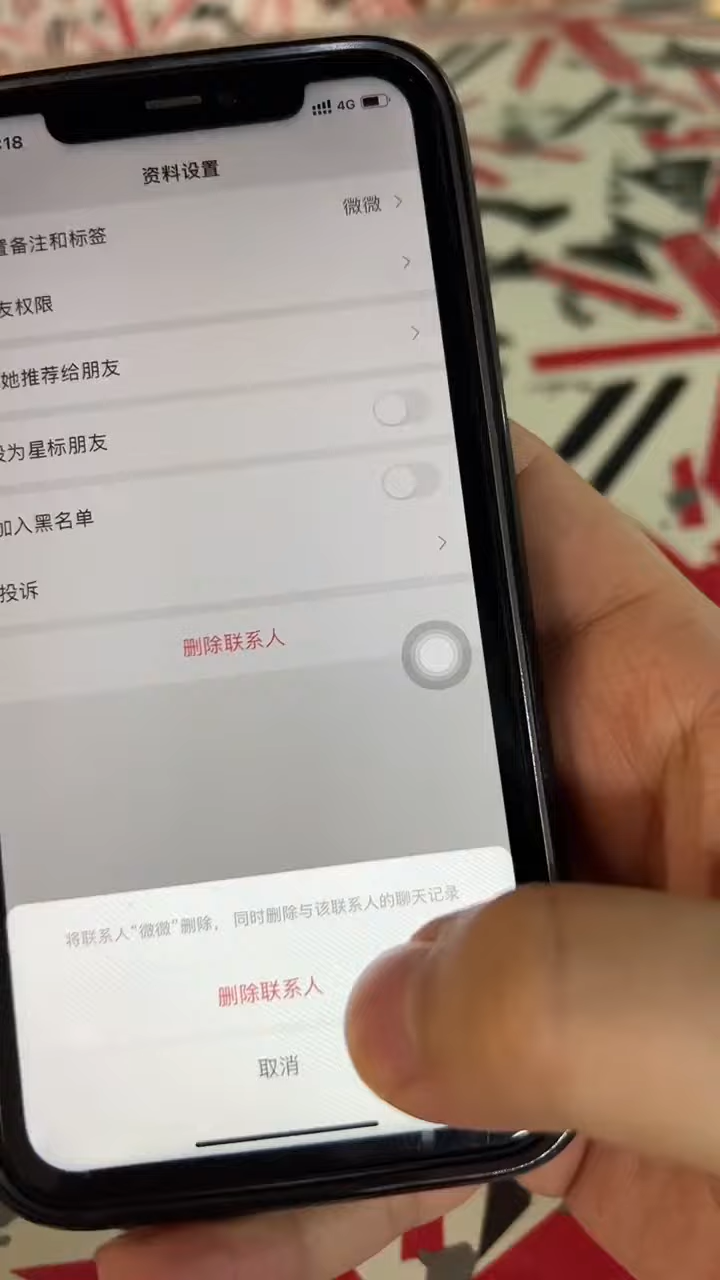 :18
4G
资料设置
置备注和标签 微微
友权限
她推荐给朋友
设为星标朋友
加入黑名单
投诉
删除联系人
将联系人“微微”删除，同时删除与该联系人的聊天记录
删除联系人
取消